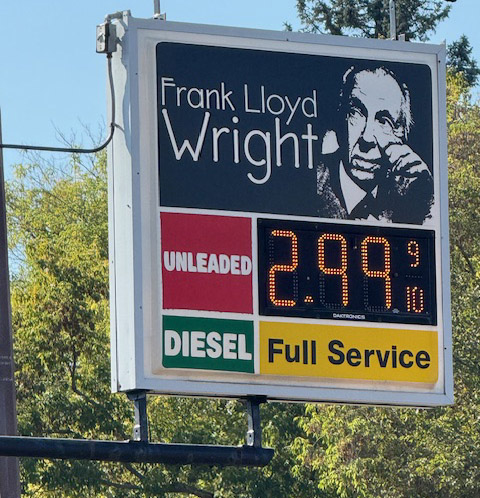 Frank Lloyd
Wright
UNLEADED
2.99 9/10
DAKTRONICS
DIESEL
Full Service